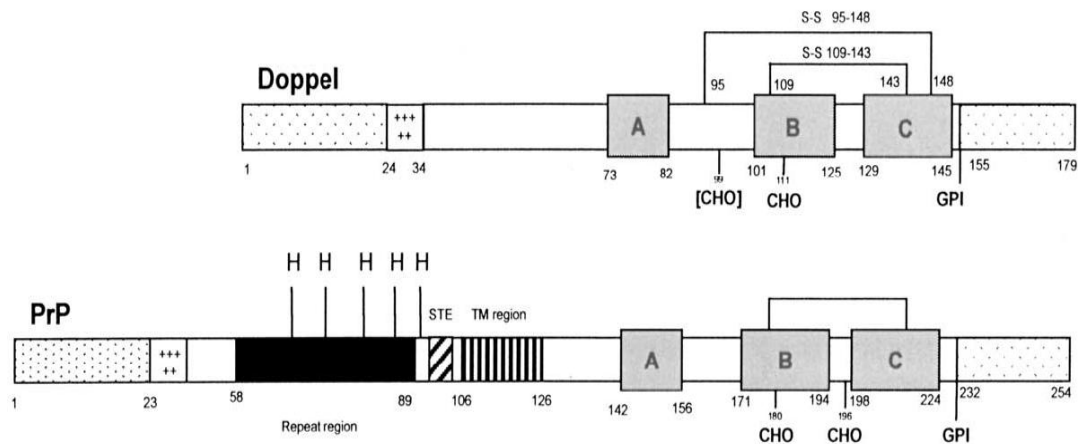 S-S 95-148
S-S 109-143
Doppel
95 109 143 148
+++
++
A B C
1 24 34 73 82 99 101 111 125 129 145 155 179
[CHO] CHO GPI
H H H H H
PrP
STE TM region
+++
++
A B C
1 23 58 89 106 126 142 156 171 180 194 196 198 224 232 254
Repeat region
CHO CHO GPI